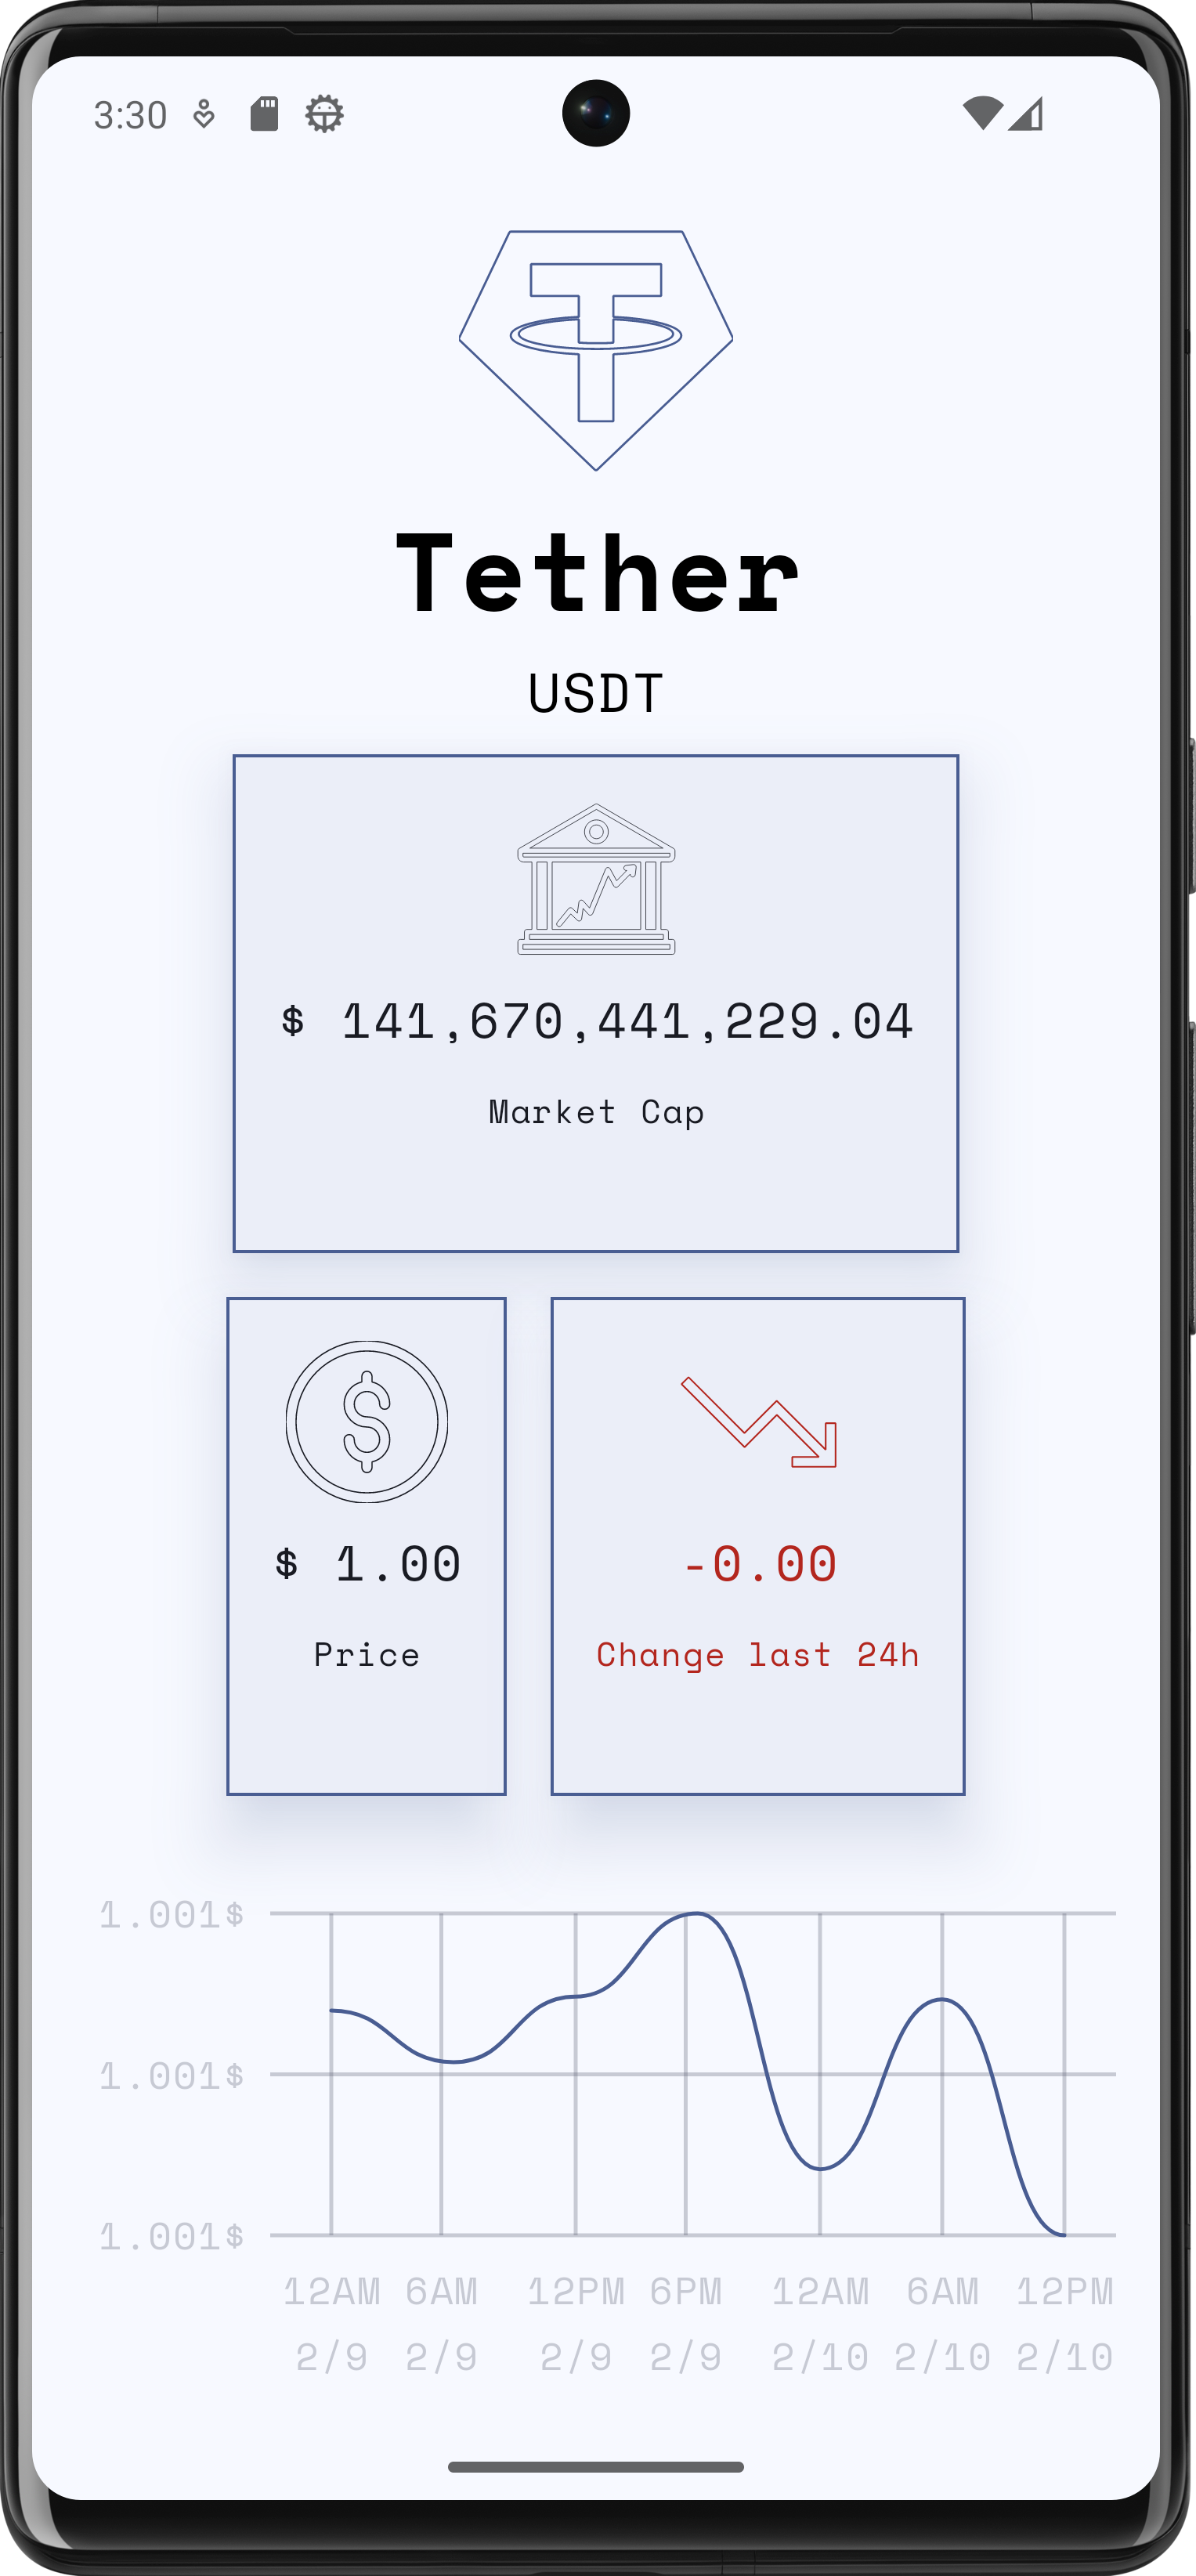 3:30
Tether
USDT
$ 141,670,441,229.04
Market Cap
$ 1.00
Price
-0.00
Change last 24h
1.001$
1.001$
1.001$
12AM 6AM 12PM 6PM 12AM 6AM 12PM
2/9 2/9 2/9 2/9 2/10 2/10 2/10